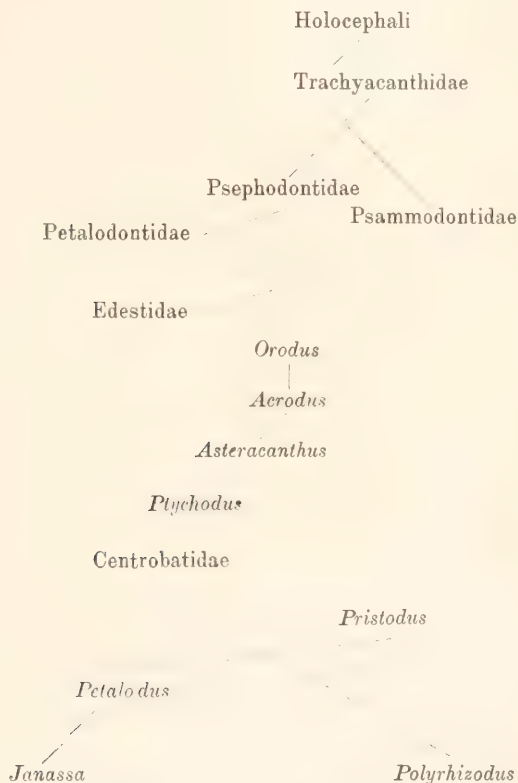 Holocephali
Trachyacanthidae
Psephodontidae
Psammodontidae
Petalodontidae
Edestidae
Orodus
Acrodus
Asteracanthus
Ptychodus
Centrobatidae
Pristodus
Petalodus
Janassa
Polyrhizodus